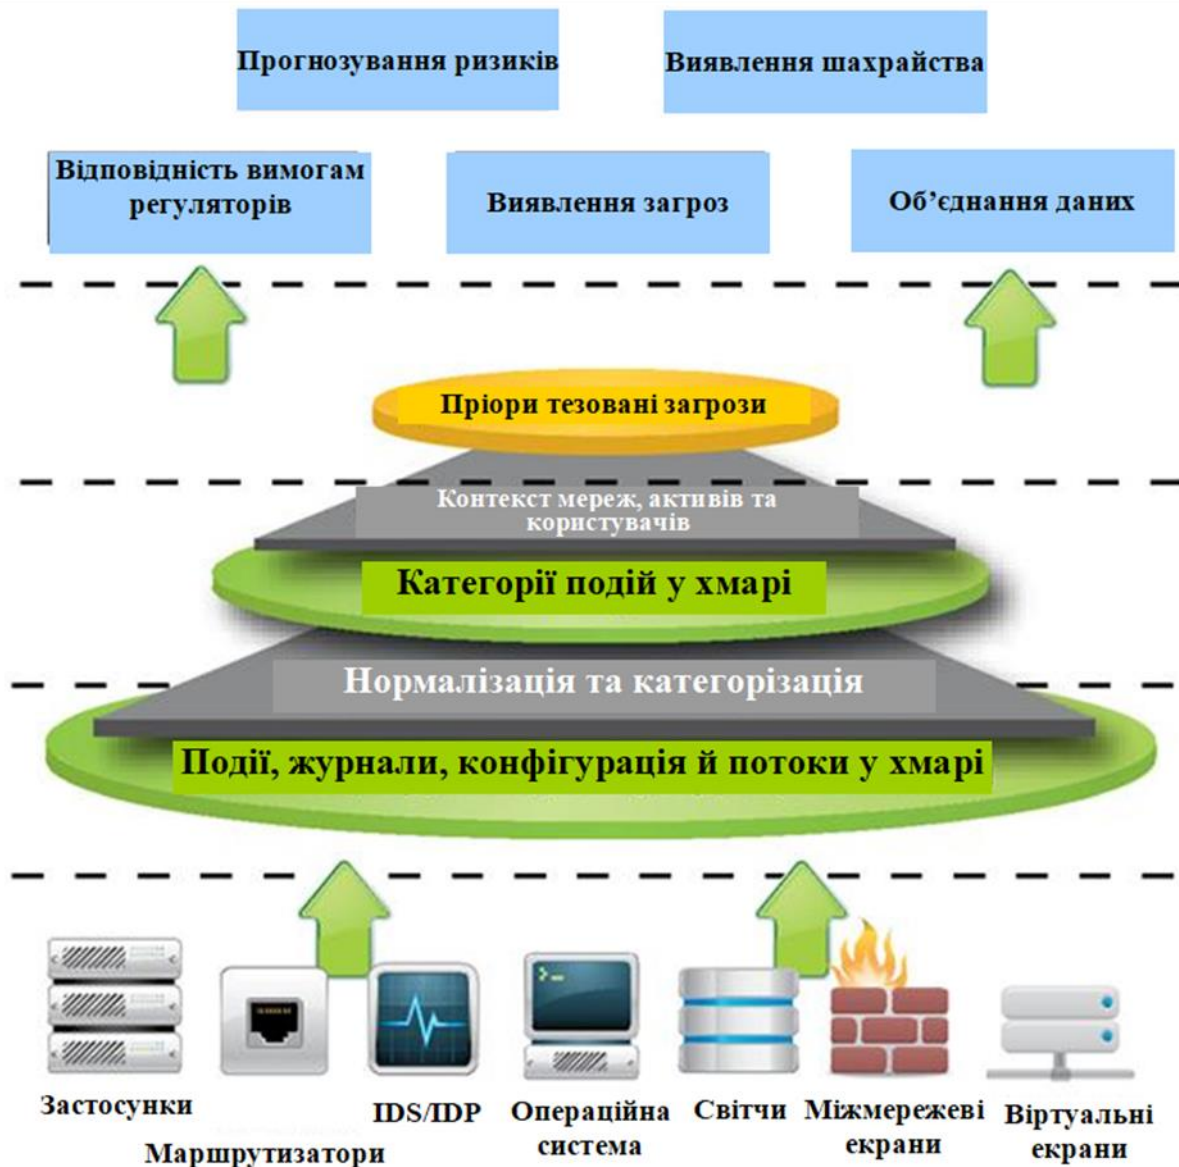 Прогнозування ризиків
Виявлення шахрайства
Відповідність вимогам
регуляторів
Виявлення загроз
Об’єднання даних
Пріори тезовані загрози
Контекст мереж, активів та
користувачів
Категорії подій у хмарі
Нормалізація та категорізація
Події, журнали, конфігурація й потоки у хмарі
Застосунки
Маршрутизатори
IDS/IDP
Операційна
система
Світчи
Міжмережеві
екрани
Віртуальні
екрани